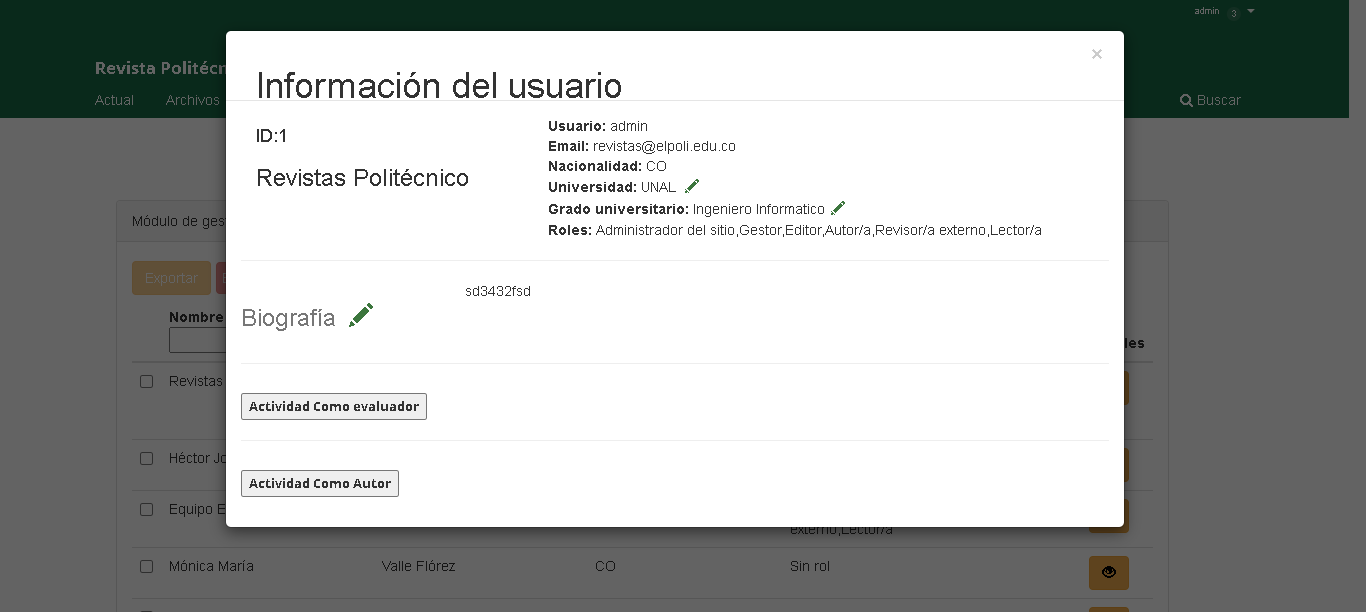 admin 3
Revista Politécn
Actual Archivos
Buscar
×
Información del usuario
ID:1
Revistas Politécnico
Usuario: admin
Email: revistas@elpoli.edu.co
Nacionalidad: CO
Universidad: UNAL
Grado universitario: Ingeniero Informatico
Roles: Administrador del sitio,Gestor,Editor,Autor/a,Revisor/a externo,Lector/a
Biografía
sd3432fsd
Actividad Como evaluador
Actividad Como Autor
Módulo de ges
Exportar
Nombre
les
Revistas
Héctor Jo
Equipo E
externo,Lector/a
Mónica María Valle Flórez CO Sin rol